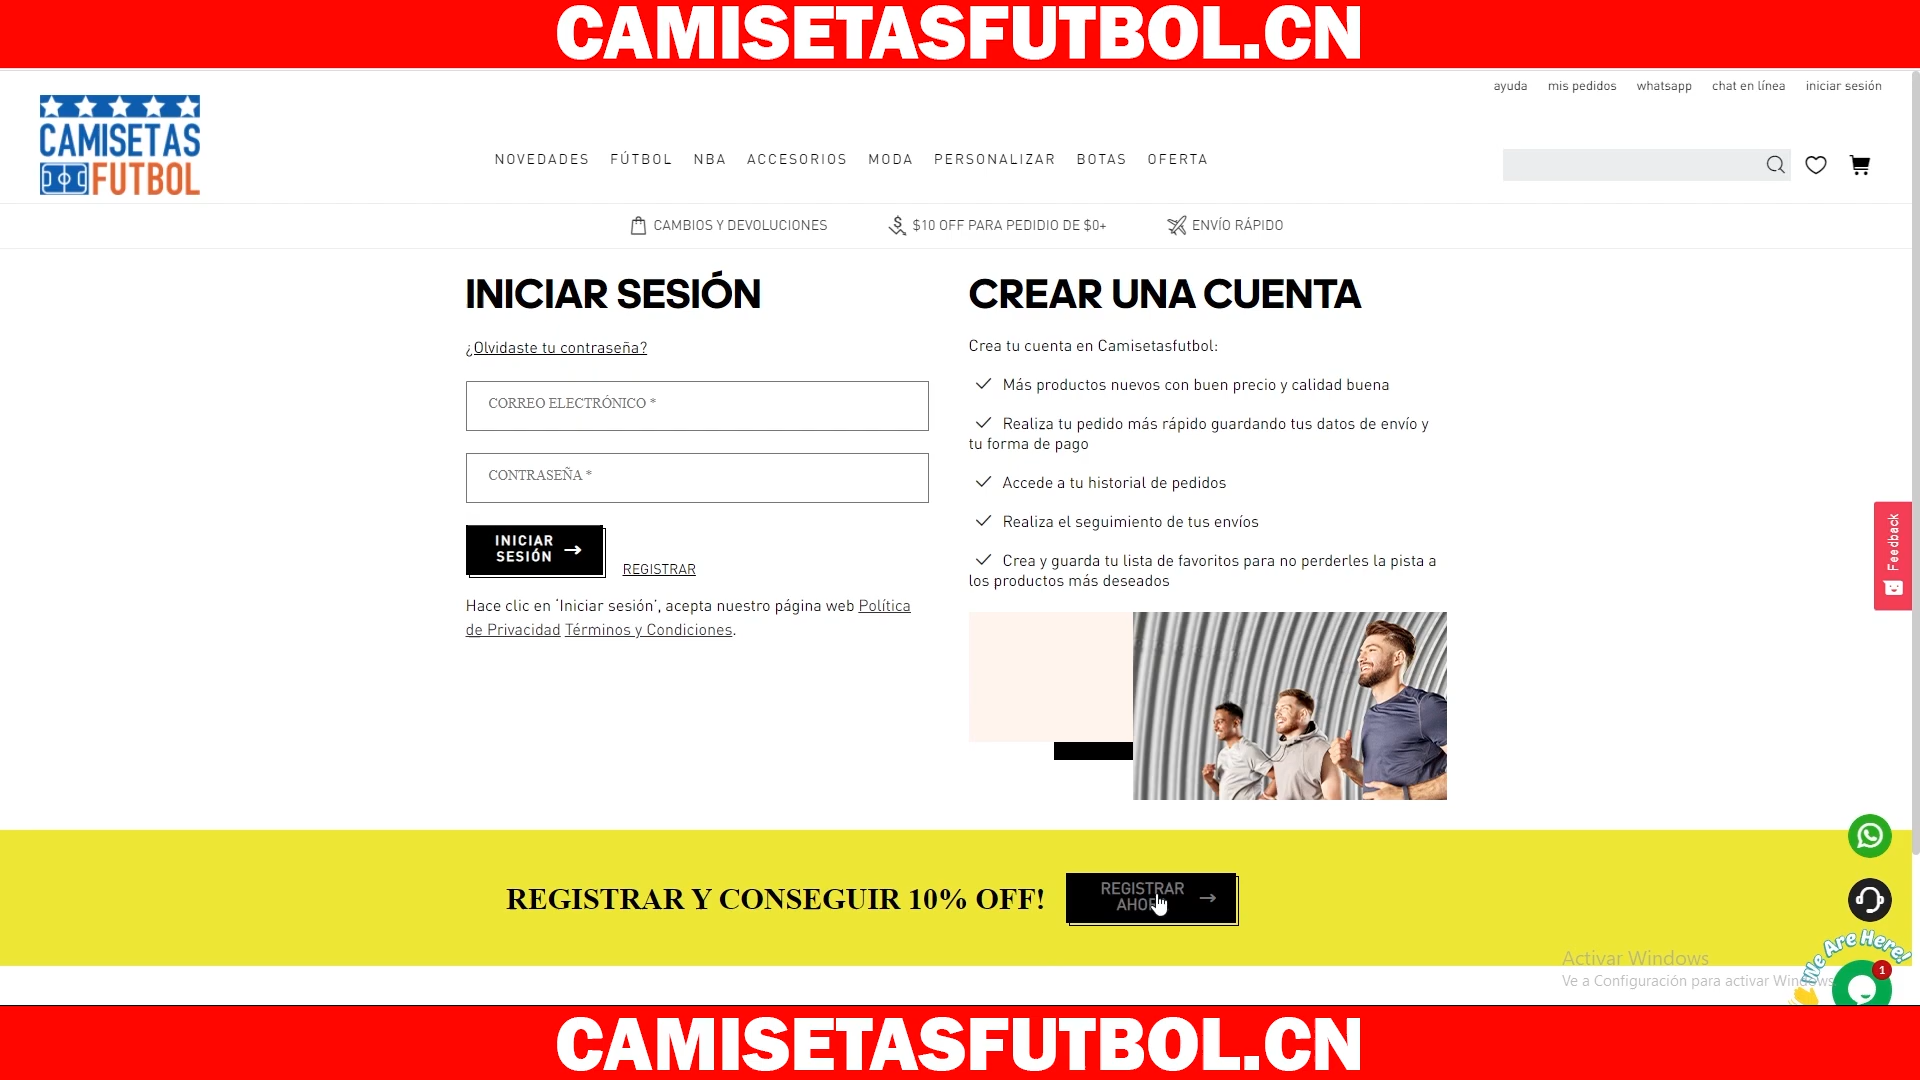 CAMISETASFUTBOL.CN
ayuda mis pedidos whatsapp chat en línea iniciar sesión
CAMISETAS
FUTBOL
NOVEDADES FÚTBOL NBA ACCESORIOS MODA PERSONALIZAR BOTAS OFERTA
CAMBIOS Y DEVOLUCIONES $10 OFF PARA PEDIDIO DE $0+ ENVÍO RÁPIDO
INICIAR SESIÓN
¿Olvidaste tu contraseña?
CORREO ELECTRÓNICO *
CONTRASEÑA *
INICIAR
SESIÓN
REGISTRAR
Hace clic en ‘Iniciar sesión’, acepta nuestro página web Política
de Privacidad Términos y Condiciones.
CREAR UNA CUENTA
Crea tu cuenta en Camisetasfutbol:
Más productos nuevos con buen precio y calidad buena
Realiza tu pedido más rápido guardando tus datos de envío y
tu forma de pago
Accede a tu historial de pedidos
Realiza el seguimiento de tus envíos
Crea y guarda tu lista de favoritos para no perderles la pista a
los productos más deseados
Feedback
REGISTRAR Y CONSEGUIR 10% OFF!
REGISTRAR
AHORA
We Are Here!
1
Activar Windows
Ve a Configuración para activar Windows
CAMISETASFUTBOL.CN